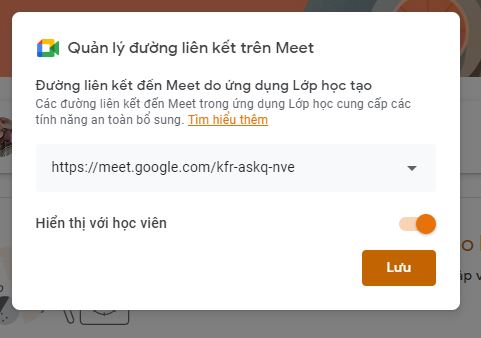 Quản lý đường liên kết trên Meet
Đường liên kết đến Meet do ứng dụng Lớp học tạo
Các đường liên kết đến Meet trong ứng dụng Lớp học cung cấp các
tính năng an toàn bổ sung. Tìm hiểu thêm
https://meet.google.com/kfr-askq-nve
Hiển thị với học viên
Lưu